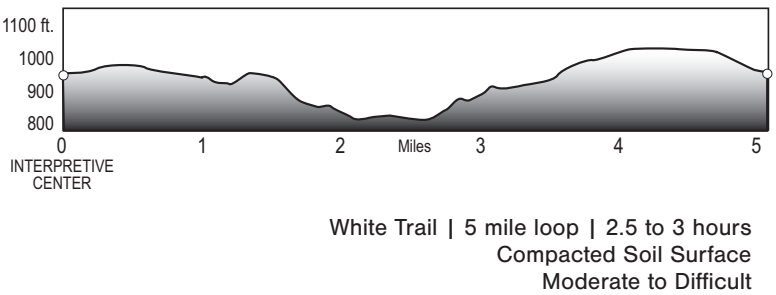 1100 ft.
1000
900
800
0 1 2 Miles 3 4 5
INTERPRETIVE
CENTER
White Trail | 5 mile loop | 2.5 to 3 hours
Compacted Soil Surface
Moderate to Difficult